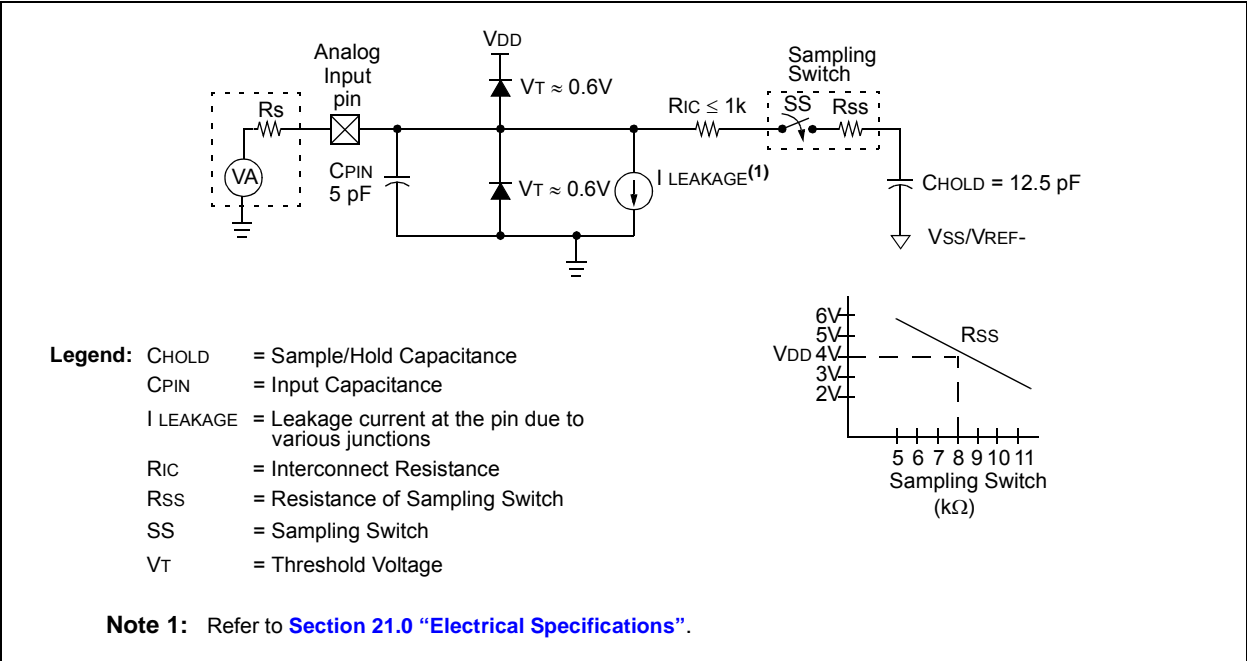 Analog
Input
pin
VDD
VT ≈ 0.6V
Sampling
Switch
Rs
RIC ≤ 1k
SS
Rss
VA
CPIN
5 pF
VT ≈ 0.6V
I LEAKAGE(1)
CHOLD = 12.5 pF
VSS/VREF-
6V
5V
VDD 4V
3V
2V
RSS
5 6 7 8 9 10 11
Sampling Switch
(kΩ)
Legend: CHOLD = Sample/Hold Capacitance
CPIN = Input Capacitance
I LEAKAGE = Leakage current at the pin due to
various junctions
RIC = Interconnect Resistance
RSS = Resistance of Sampling Switch
SS = Sampling Switch
VT = Threshold Voltage
Note 1: Refer to Section 21.0 “Electrical Specifications”.